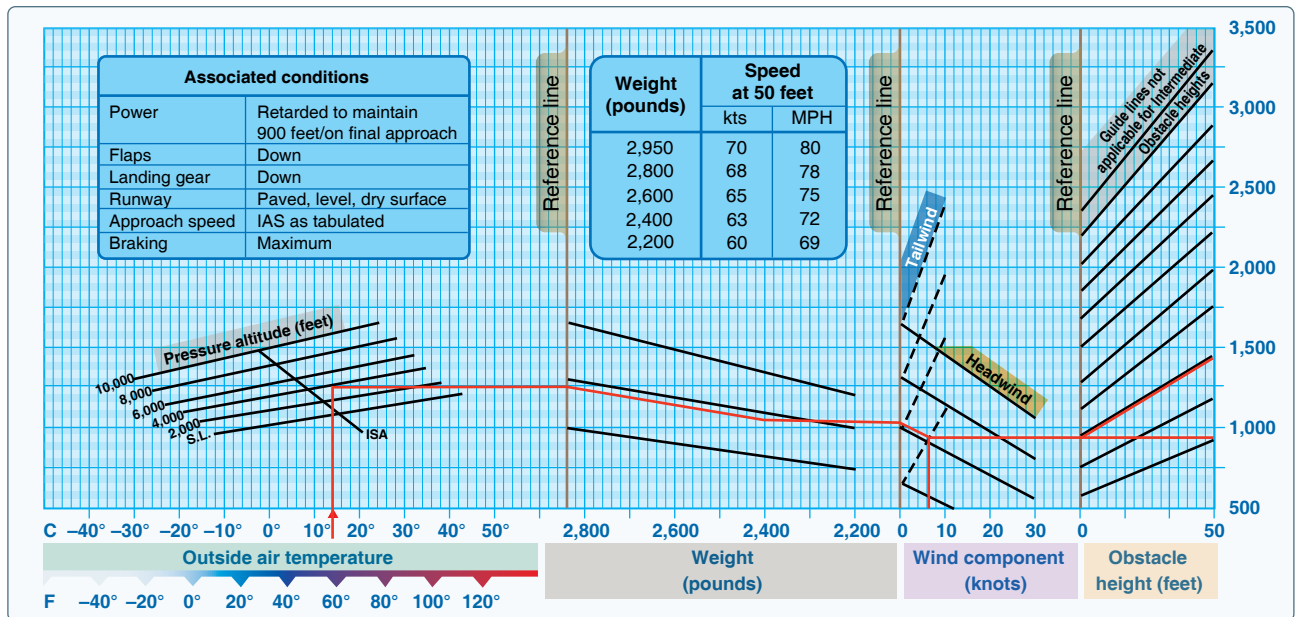 Associated conditions
Power Retarded to maintain
900 feet/on final approach
Flaps Down
Landing gear Down
Runway Paved, level, dry surface
Approach speed IAS as tabulated
Braking Maximum
Reference line
Weight
(pounds)
Speed
at 50 feet
kts MPH
2,950 70 80
2,800 68 78
2,600 65 75
2,400 63 72
2,200 60 69
Reference line
Reference line
Guide lines not
applicable for Intermediate
Obstacle heights
3,500
3,000
2,500
2,000
1,500
1,000
500
Tailwind
Headwind
Pressure altitude (feet)
10,000
8,000
6,000
4,000
2,000
S.L.
ISA
C –40° –30° –20° –10° 0° 10° 20° 30° 40° 50° 2,800 2,600 2,400 2,200 0 10 20 30 0 50
Outside air temperature
F –40° –20° 0° 20° 40° 60° 80° 100° 120°
Weight
(pounds)
Wind component
(knots)
Obstacle
height (feet)